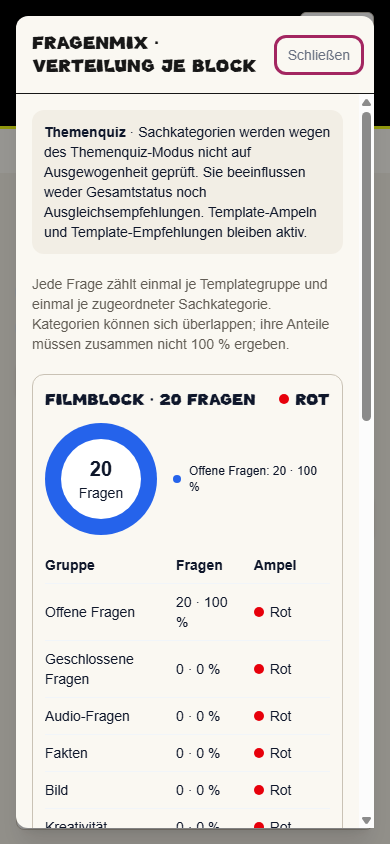 FRAGENMIX ·
VERTEILUNG JE BLOCK
Schließen
Themenquiz · Sachkategorien werden wegen
des Themenquiz-Modus nicht auf
Ausgewogenheit geprüft. Sie beeinflussen
weder Gesamtstatus noch
Ausgleichsempfehlungen. Template-Ampeln
und Template-Empfehlungen bleiben aktiv.
Jede Frage zählt einmal je Templategruppe und
einmal je zugeordneter Sachkategorie.
Kategorien können sich überlappen; ihre Anteile
müssen zusammen nicht 100 % ergeben.
FILMBLOCK · 20 FRAGEN ROT
20
Fragen
Offene Fragen: 20 · 100
%
Gruppe Fragen Ampel
Offene Fragen 20 · 100 % Rot
Geschlossene Fragen 0 · 0 % Rot
Audio-Fragen 0 · 0 % Rot
Fakten 0 · 0 % Rot
Bild 0 · 0 % Rot
Kreativität 0 · 0 % Rot